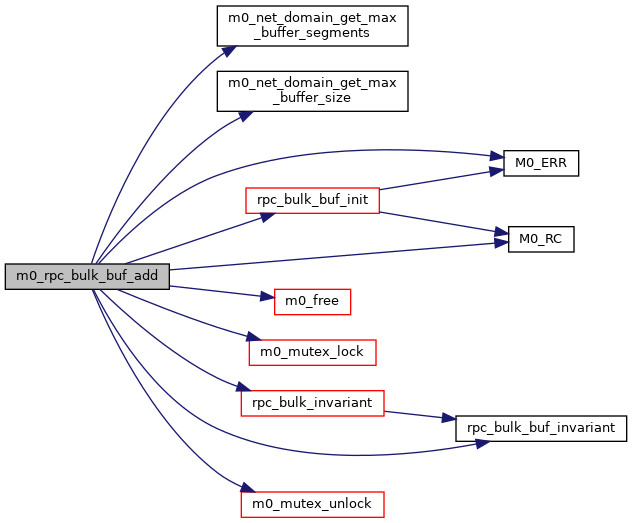 m0_net_domain_get_max
_buffer_segments
m0_net_domain_get_max
_buffer_size
M0_ERR
rpc_bulk_buf_init
M0_RC
m0_rpc_bulk_buf_add
m0_free
m0_mutex_lock
rpc_bulk_invariant
rpc_bulk_buf_invariant
m0_mutex_unlock